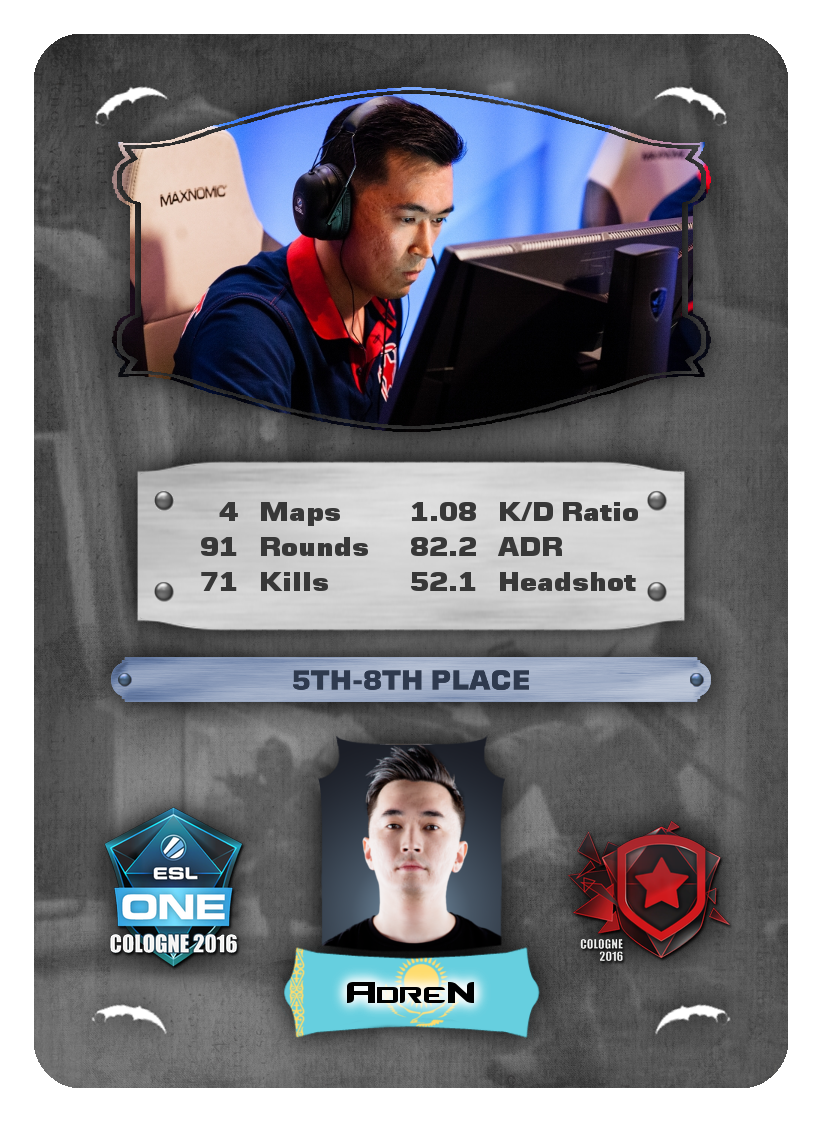 MAXNOMIC
4 Maps 1.08 K/D Ratio
91 Rounds 82.2 ADR
71 Kills 52.1 Headshot
5TH-8TH PLACE
ESL
ONE
COLOGNE 2016
COLOGNE
2016
AdreN